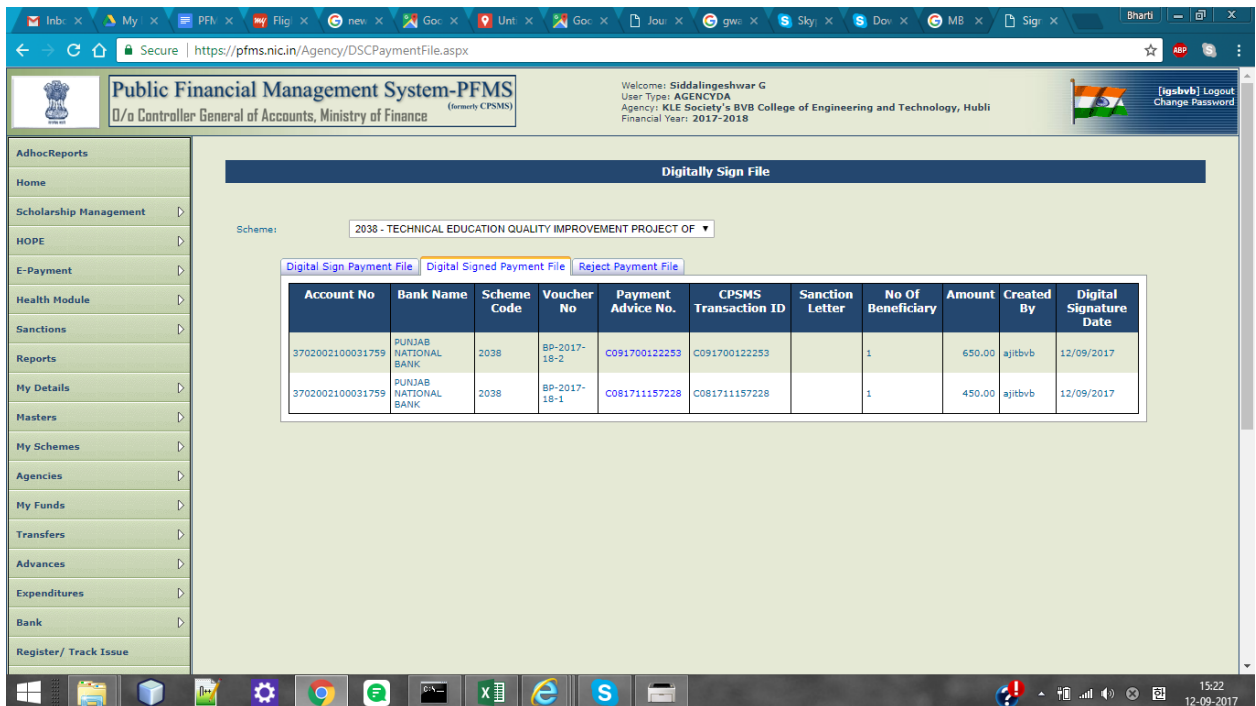 Inbc
My
PFM
Flig
new
Goc
Unti
Goc
Jour
gwa
Sky
Dov
MB
Sigr
Bharti
Secure | https://pfms.nic.in/Agency/DSCPaymentFile.aspx
ABP
Public Financial Management System-PFMS
(formerly CPSMS)
O/o Controller General of Accounts, Ministry of Finance
Welcome: Siddalingeshwar G
User Type: AGENCYDA
Agency: KLE Society's BVB College of Engineering and Technology, Hubli
Financial Year: 2017-2018
[igsbvb] Logout
Change Password
AdhocReports
Home
Scholarship Management
HOPE
E-Payment
Health Module
Sanctions
Reports
My Details
Masters
My Schemes
Agencies
My Funds
Transfers
Advances
Expenditures
Bank
Register/ Track Issue
Digitally Sign File
Scheme: 2038 - TECHNICAL EDUCATION QUALITY IMPROVEMENT PROJECT OF
Digital Sign Payment File Digital Signed Payment File Reject Payment File
Account No Bank Name Scheme Code Voucher No Payment Advice No. CPSMS Transaction ID Sanction Letter No Of Beneficiary Amount Created By Digital Signature Date
3702002100031759 PUNJAB NATIONAL BANK 2038 BP-2017-18-2 C091700122253 C091700122253 1 650.00 ajitbvb 12/09/2017
3702002100031759 PUNJAB NATIONAL BANK 2038 BP-2017-18-1 C081711157228 C081711157228 1 450.00 ajitbvb 12/09/2017
15:22
12-09-2017